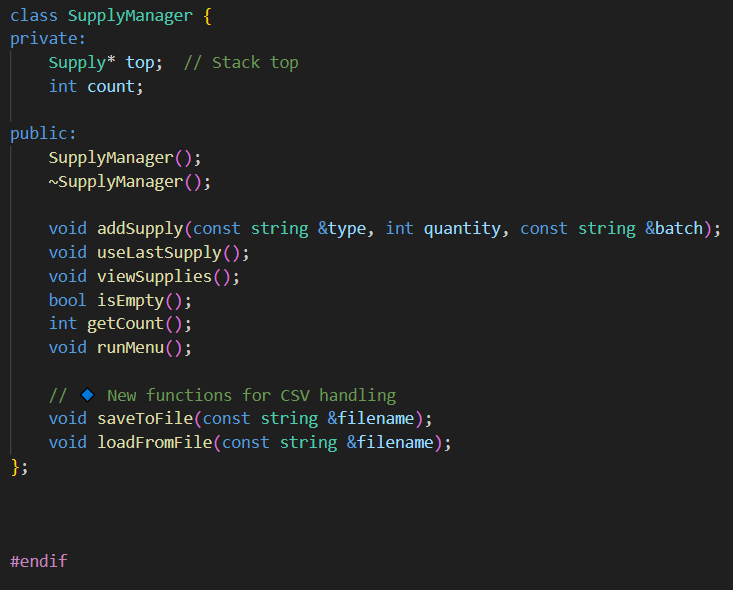 class SupplyManager {
private:
    Supply* top;  // Stack top
    int count;

public:
    SupplyManager();
    ~SupplyManager();

    void addSupply(const string &type, int quantity, const string &batch);
    void useLastSupply();
    void viewSupplies();
    bool isEmpty();
    int getCount();
    void runMenu();

    // 🔹 New functions for CSV handling
    void saveToFile(const string &filename);
    void loadFromFile(const string &filename);
};

#endif